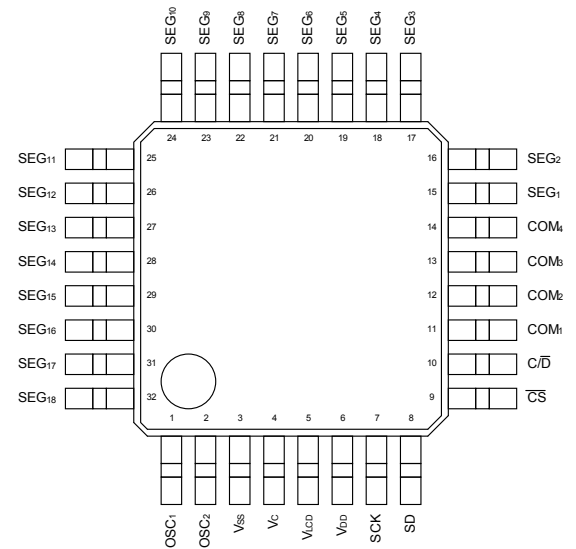 SEG₁₀ SEG₉ SEG₈ SEG₇ SEG₆ SEG₅ SEG₄ SEG₃
24 23 22 21 20 19 18 17
SEG₁₁ 25 16 SEG₂
SEG₁₂ 26 15 SEG₁
SEG₁₃ 27 14 COM₄
SEG₁₄ 28 13 COM₃
SEG₁₅ 29 12 COM₂
SEG₁₆ 30 11 COM₁
SEG₁₇ 31 10 C/D̅
SEG₁₈ 32 9 C̅S̅
1 2 3 4 5 6 7 8
OSC₁ OSC₂ Vss Vc VLCD VDD SCK SD